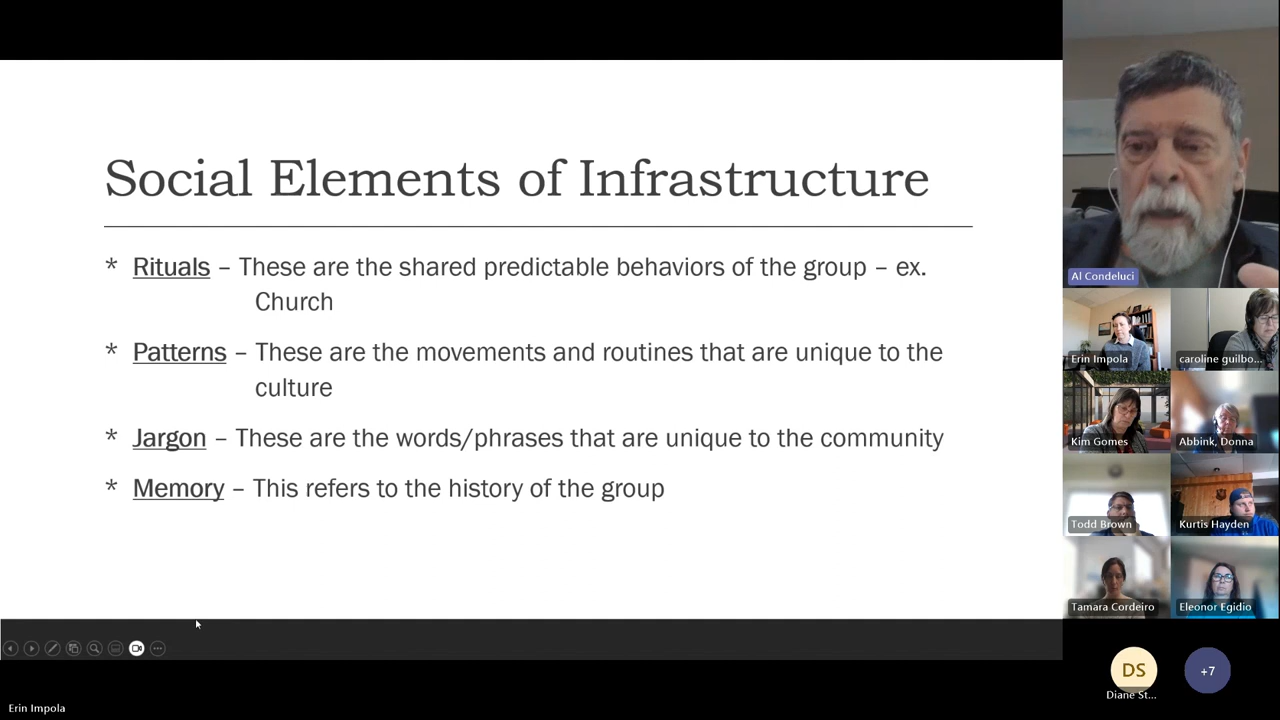 Social Elements of Infrastructure
* Rituals – These are the shared predictable behaviors of the group – ex.
Church
* Patterns – These are the movements and routines that are unique to the
culture
* Jargon – These are the words/phrases that are unique to the community
* Memory – This refers to the history of the group
Al Condeluci
Erin Impola
caroline guilbo...
Kim Gomes
Abbink, Donna
Todd Brown
Kurtis Hayden
Tamara Cordeiro
Eleonor Egidio
DS
+7
Diane St...
Erin Impola